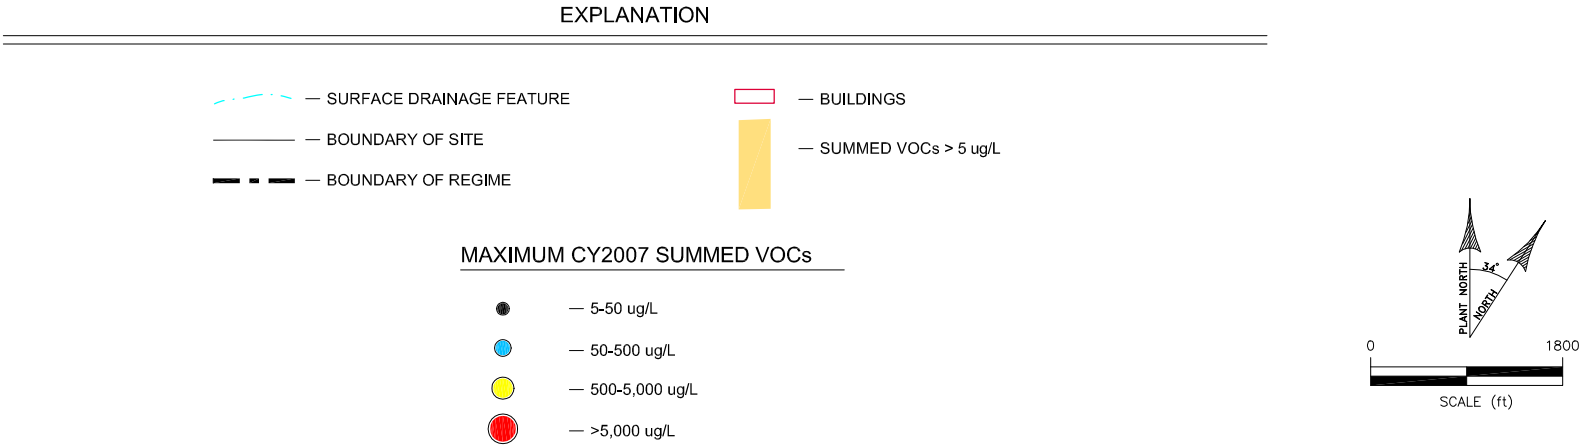 EXPLANATION
— SURFACE DRAINAGE FEATURE
— BOUNDARY OF SITE
— BOUNDARY OF REGIME
— BUILDINGS
— SUMMED VOCs > 5 ug/L
MAXIMUM CY2007 SUMMED VOCs
— 5-50 ug/L
— 50-500 ug/L
— 500-5,000 ug/L
— >5,000 ug/L
34°
PLANT NORTH
NORTH
0 1800
SCALE (ft)